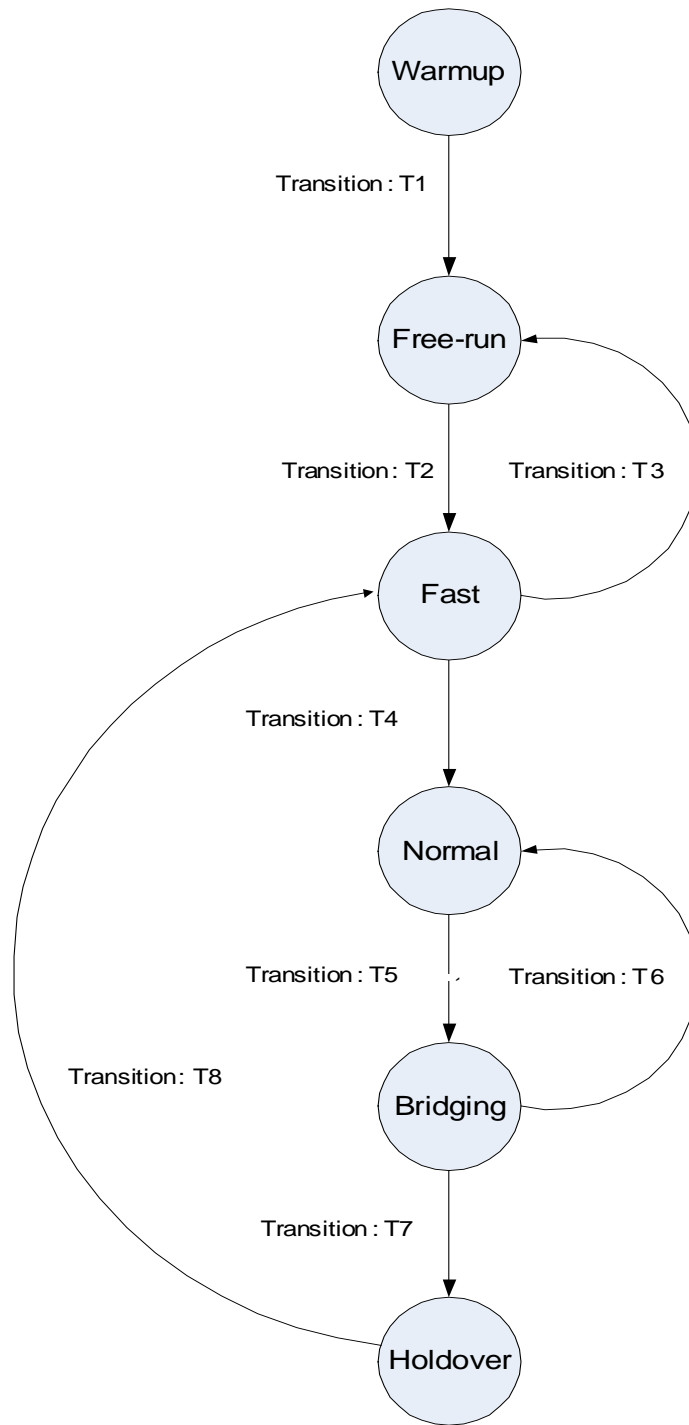 Warmup
Transition: T1
Free-run
Transition: T2
Transition: T3
Fast
Transition: T4
Normal
Transition: T5
Transition: T6
Transition: T8
Bridging
Transition: T7
Holdover